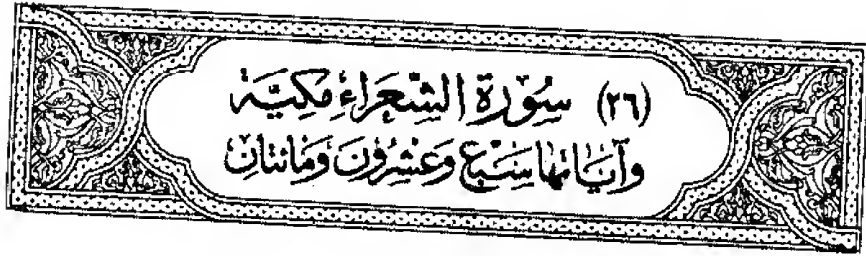 (٢٦) سُورَةُ الشُّعَرَاءِ مَكِّيَّة
وَآيَاتُهَا سَبْعٌ وَعِشْرُونَ وَمِائَتَانِ